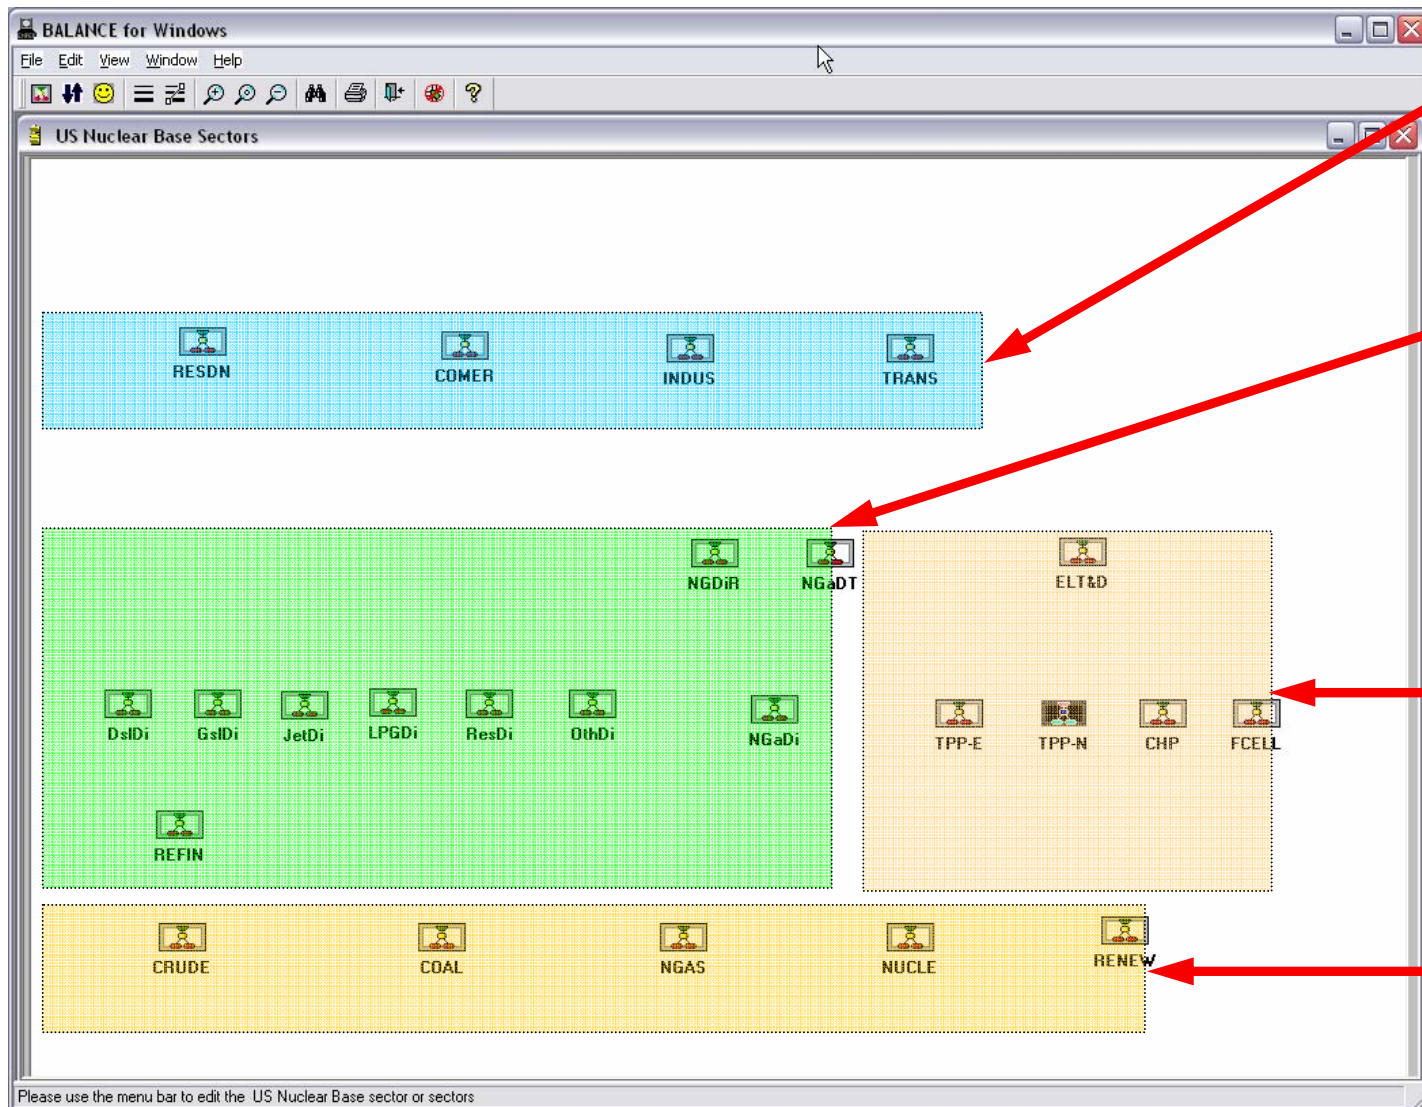 BALANCE for Windows
File Edit View Window Help
US Nuclear Base Sectors
RESDN COMER INDUS TRANS
NGDiR NGaDT ELT&D
DslDi GslDi JetDi LPGDi ResDi OthDi NGaDi TPP-E TPP-N CHP FCELL
REFIN
CRUDE COAL NGAS NUCLE RENEW
Please use the menu bar to edit the US Nuclear Base sector or sectors